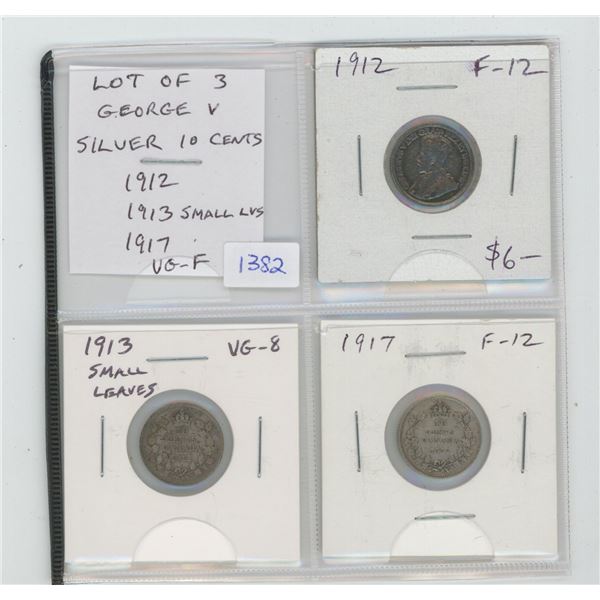 LOT OF 3
GEORGE V
SILVER 10 CENTS
1912
1913 SMALL LVS
1917
VG-F
1382
1912 F-12
$6-
1913 VG-8
SMALL
LEAVES
1917 F-12